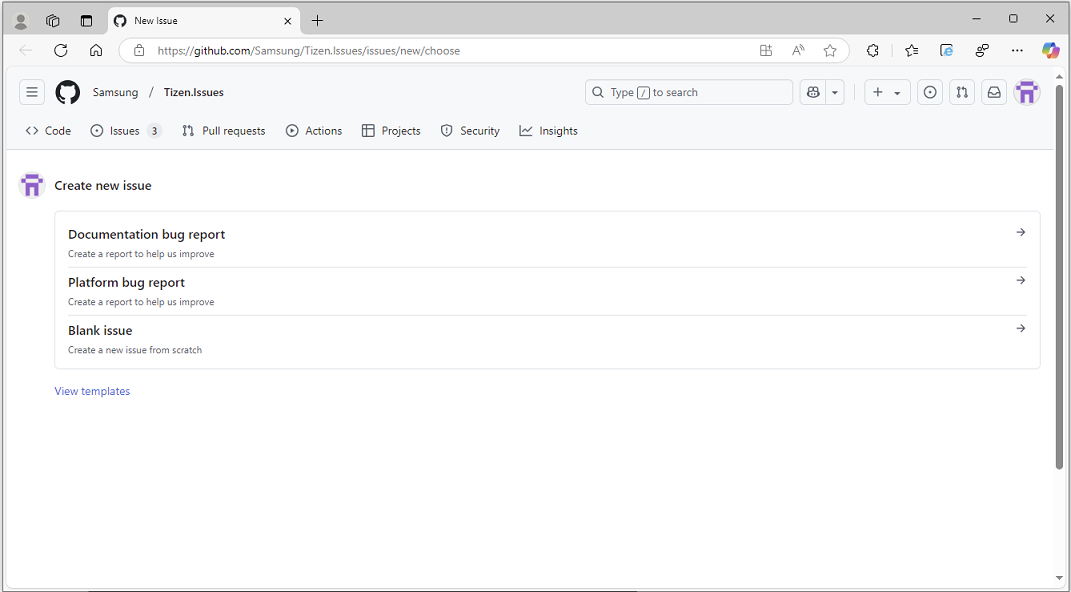 New Issue
https://github.com/Samsung/Tizen.Issues/issues/new/choose
Samsung / Tizen.Issues
Type / to search
Code Issues 3 Pull requests Actions Projects Security Insights
Create new issue
Documentation bug report
Create a report to help us improve
Platform bug report
Create a report to help us improve
Blank issue
Create a new issue from scratch
View templates